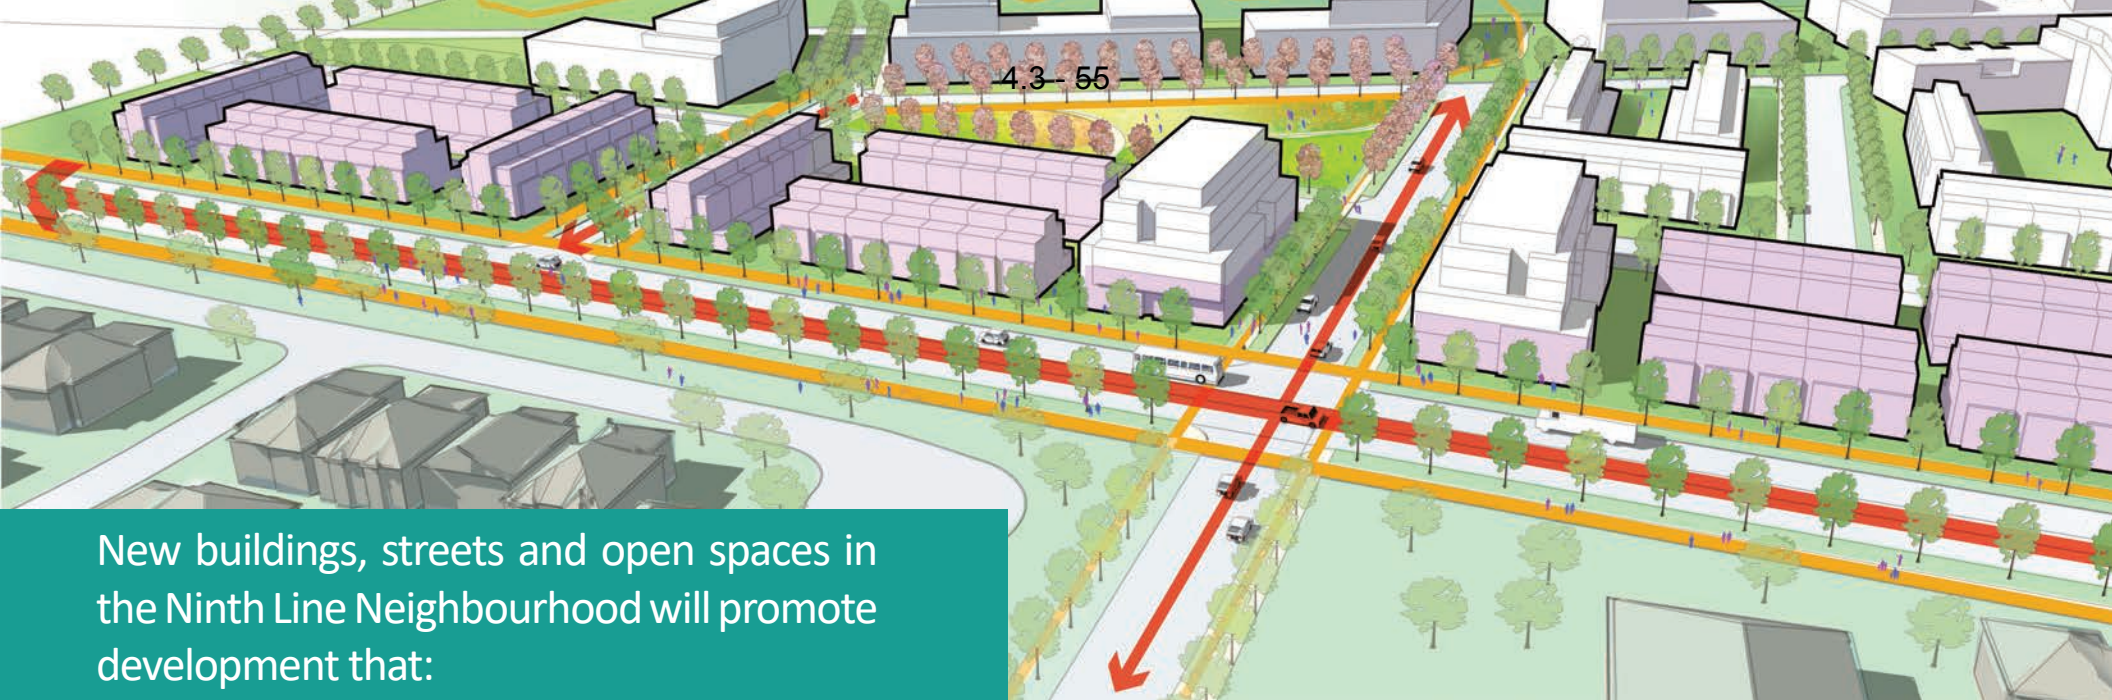 4.3 - 55
New buildings, streets and open spaces in
the Ninth Line Neighbourhood will promote
development that: